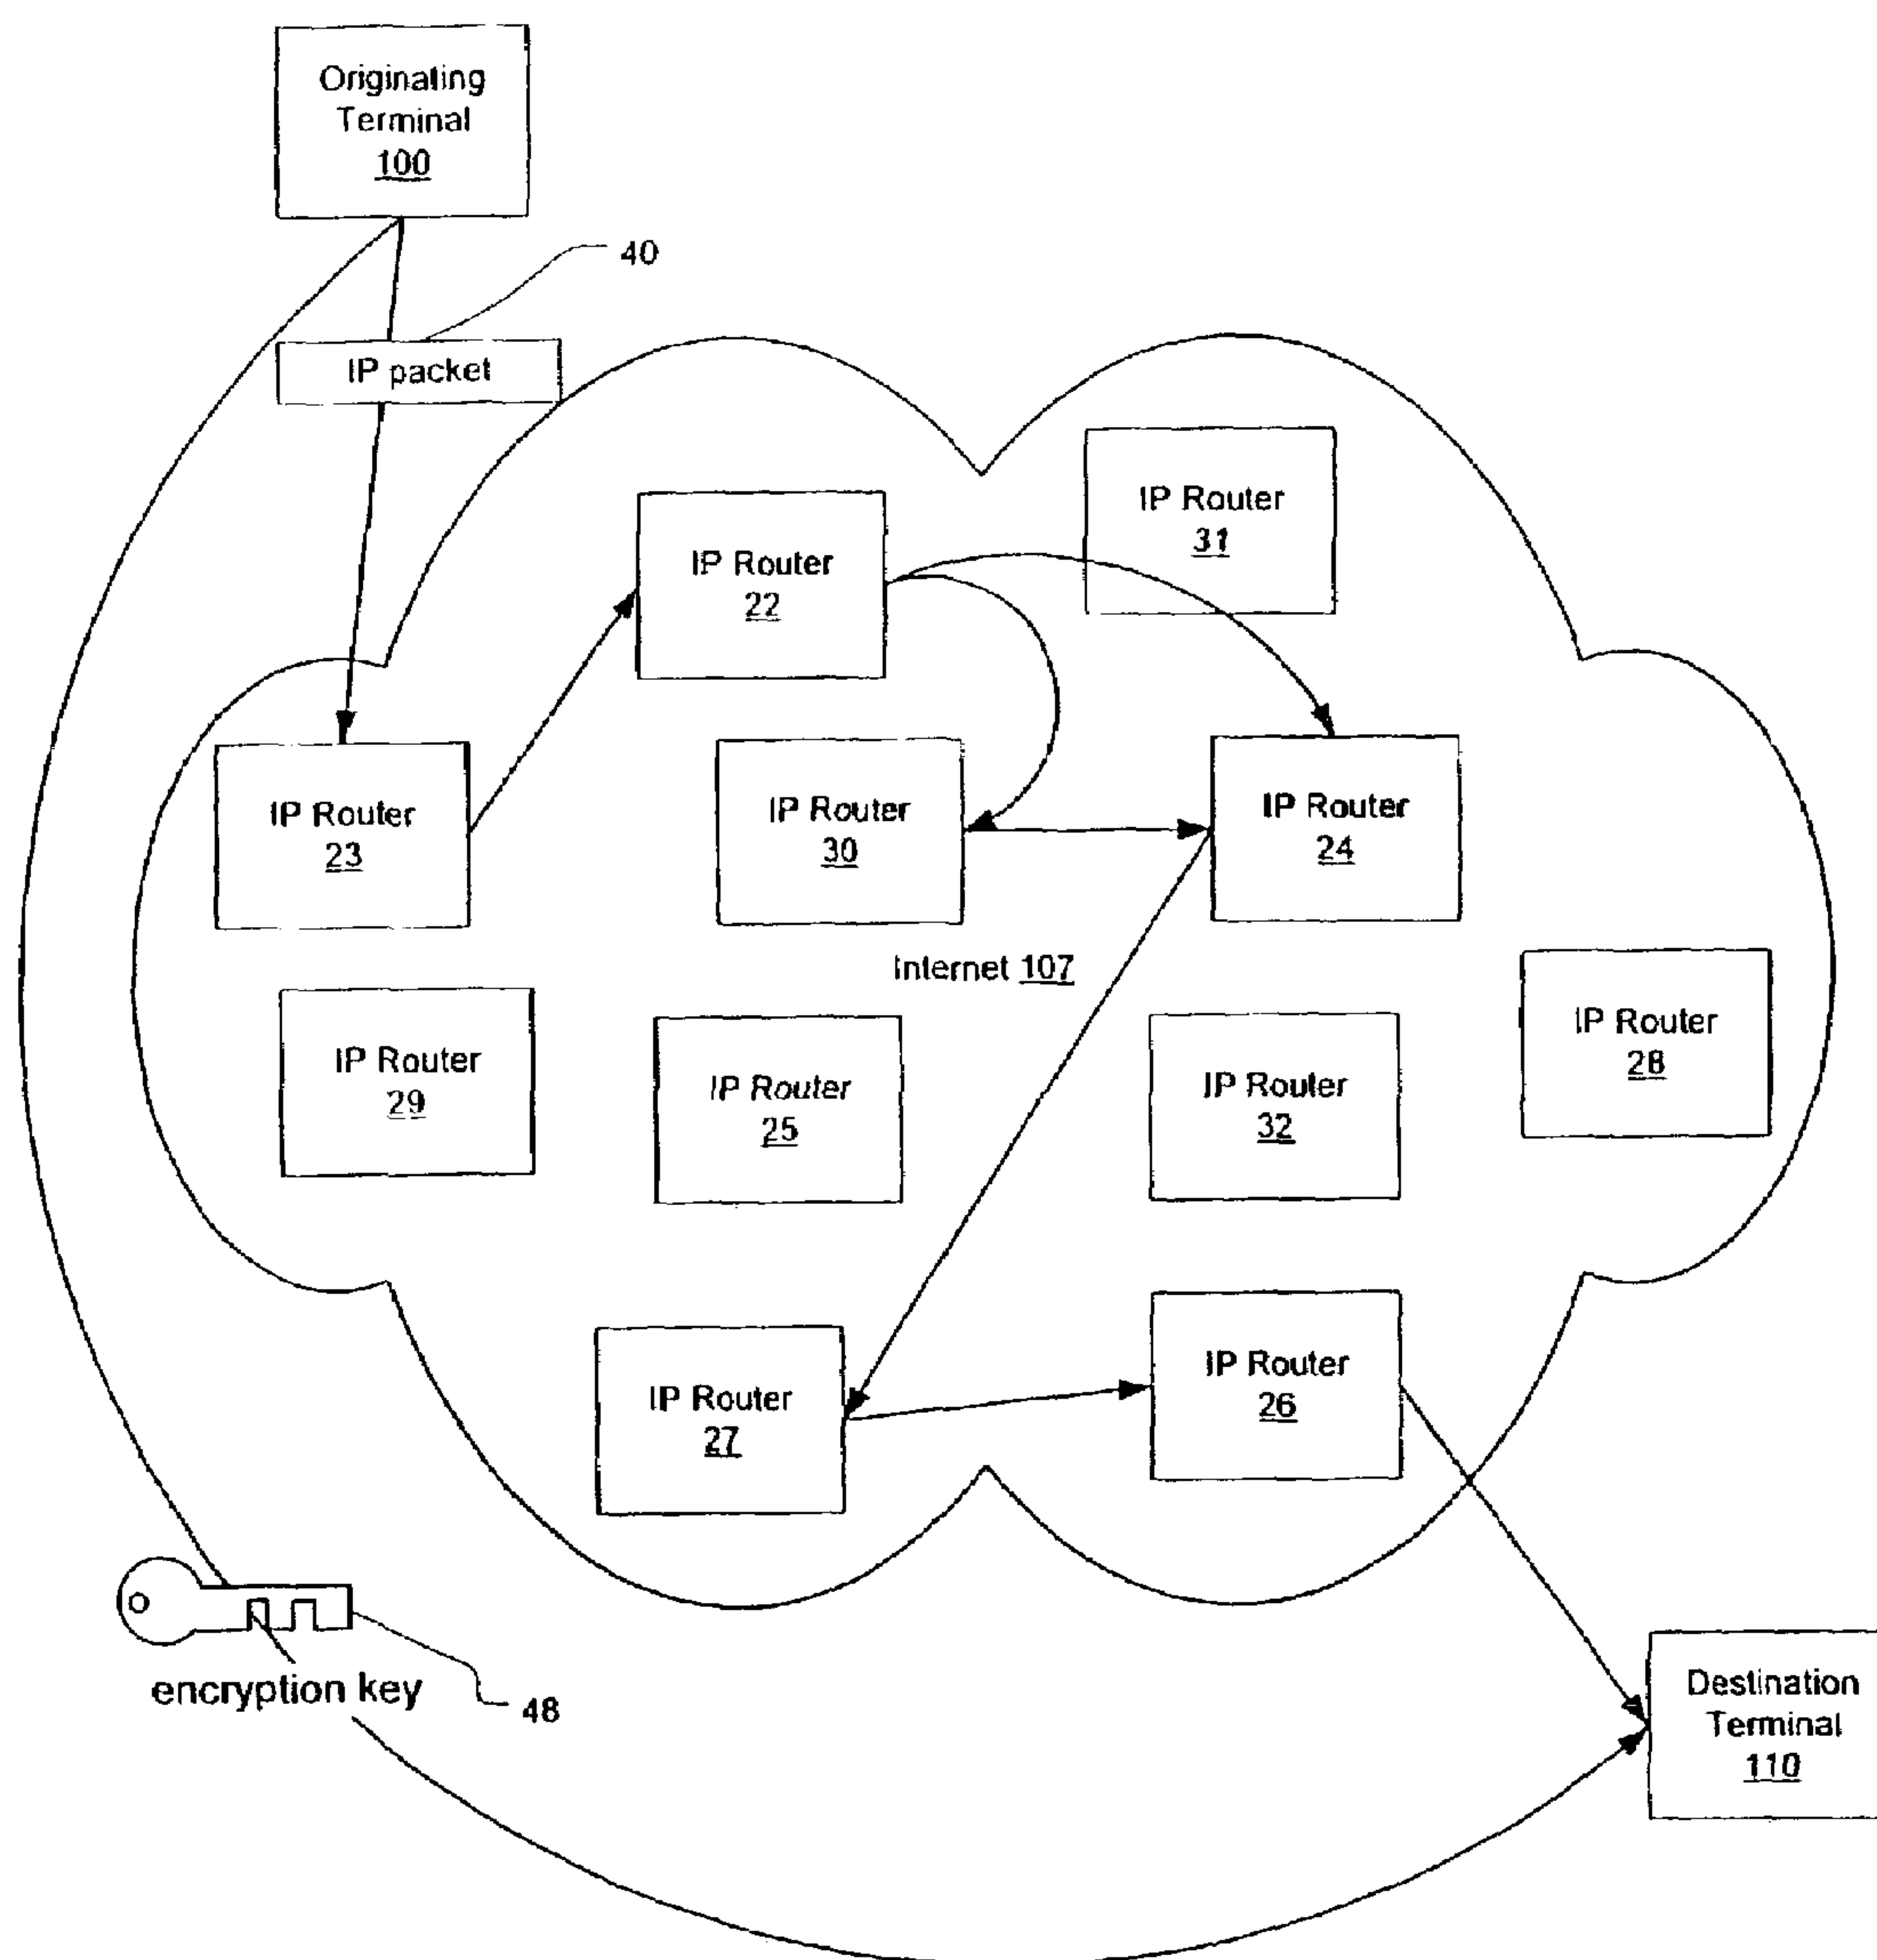 Originating
Terminal
100
40
IP packet
IP Router
31
IP Router
22
IP Router
23
IP Router
30
IP Router
24
Internet 107
IP Router
28
IP Router
29
IP Router
25
IP Router
32
IP Router
27
IP Router
26
encryption key
48
Destination
Terminal
110